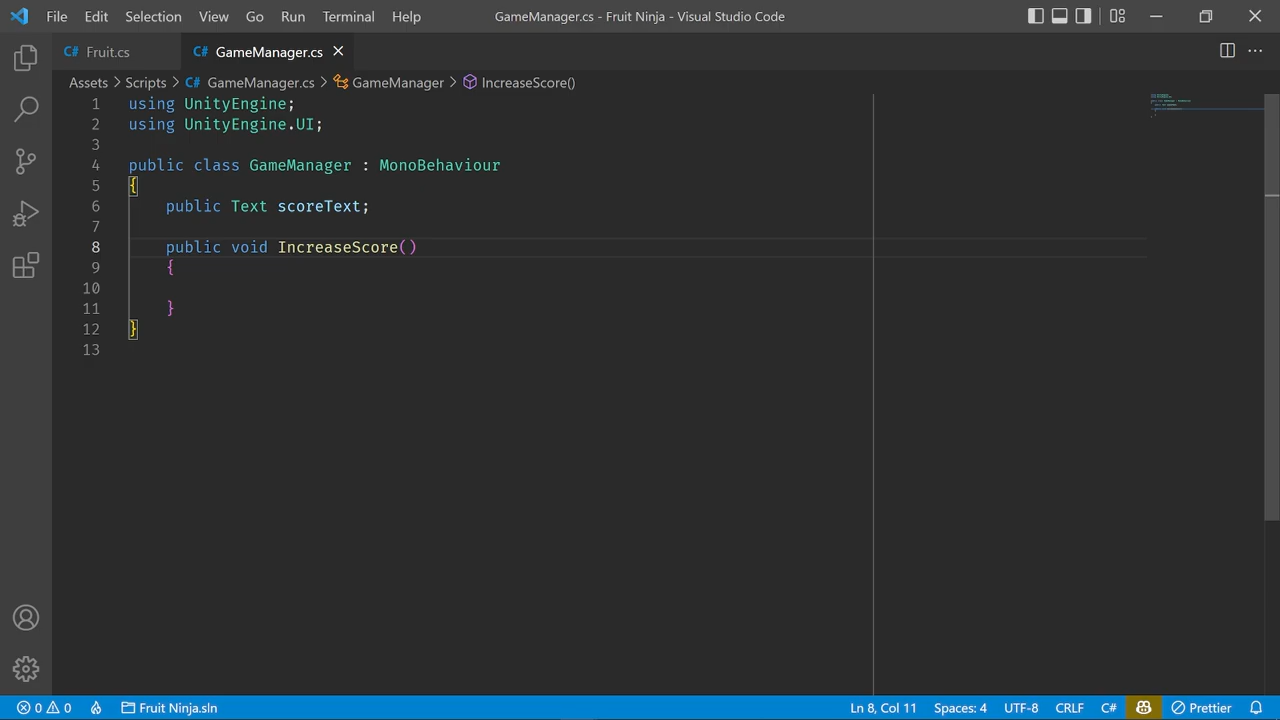 File Edit Selection View Go Run Terminal Help GameManager.cs - Fruit Ninja - Visual Studio Code
C# Fruit.cs C# GameManager.cs
Assets > Scripts > C# GameManager.cs > GameManager > IncreaseScore()
1 using UnityEngine;
2 using UnityEngine.UI;
3
4 public class GameManager : MonoBehaviour
5 {
6 public Text scoreText;
7
8 public void IncreaseScore()
9 {
10
11 }
12 }
13
0 0 Fruit Ninja.sln Ln 8, Col 11 Spaces: 4 UTF-8 CRLF C# Prettier